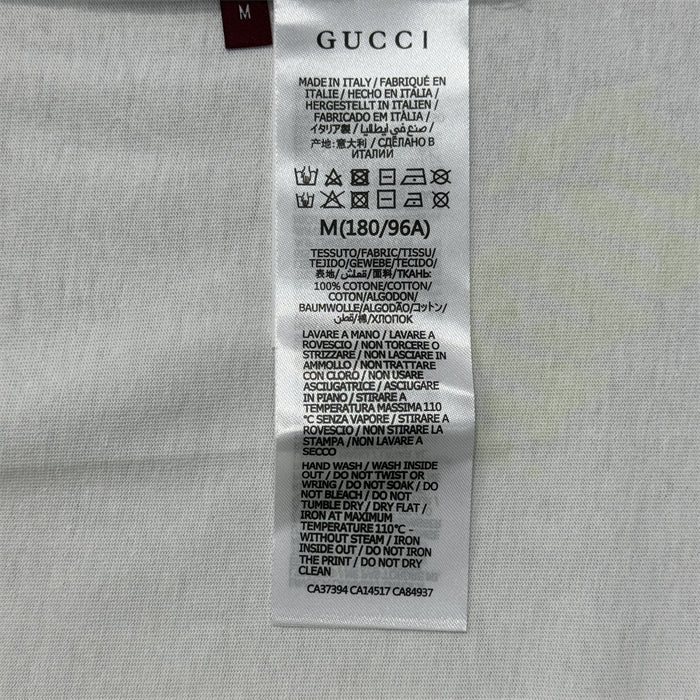 M
GUCCI
MADE IN ITALY / FABRIQUÉ EN
ITALIE / HECHO EN ITALIA /
HERGESTELLT IN ITALIEN /
FABRICADO EM ITÀLIA /
イタリア製 / صنع في ايطاليا /
产地: 意大利 / СДЕЛАНО В
ИТАЛИИ
M(180/96A)
TESSUTO/FABRIC/TISSU/
TEJIDO/GEWEBE/TECIDO/
表地/قماش/面料/ТКАНЬ:
100% COTONE/COTTON/
COTON/ALGODON/
BAUMWOLLE/ALGODÃO/コットン/
قطن/棉/ХЛОПОК
LAVARE A MANO / LAVARE A
ROVESCIO / NON TORCERE O
STRIZZARE / NON LASCIARE IN
AMMOLLO / NON TRATTARE
CON CLORO / NON USARE
ASCIUGATRICE / ASCIUGARE
IN PIANO / STIRARE A
TEMPERATURA MASSIMA 110
°C SENZA VAPORE / STIRARE A
ROVESCIO / NON STIRARE LA
STAMPA / NON LAVARE A
SECCO
HAND WASH / WASH INSIDE
OUT / DO NOT TWIST OR
WRING / DO NOT SOAK / DO
NOT BLEACH / DO NOT
TUMBLE DRY / DRY FLAT /
IRON AT MAXIMUM
TEMPERATURE 110°C -
WITHOUT STEAM / IRON
INSIDE OUT / DO NOT IRON
THE PRINT / DO NOT DRY
CLEAN
CA37394 CA14517 CA84937